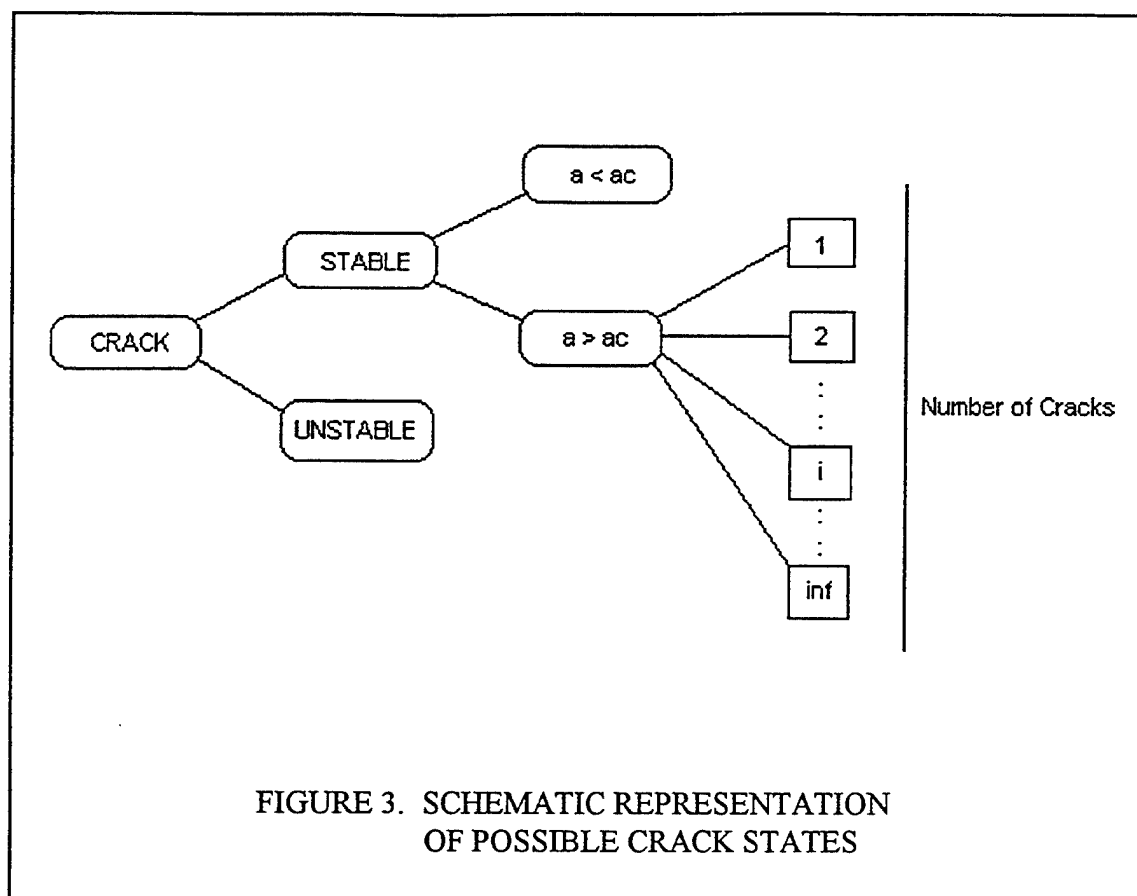 a < ac
STABLE
1
CRACK
a > ac
2
UNSTABLE
Number of Cracks
i
inf
FIGURE 3. SCHEMATIC REPRESENTATION
OF POSSIBLE CRACK STATES